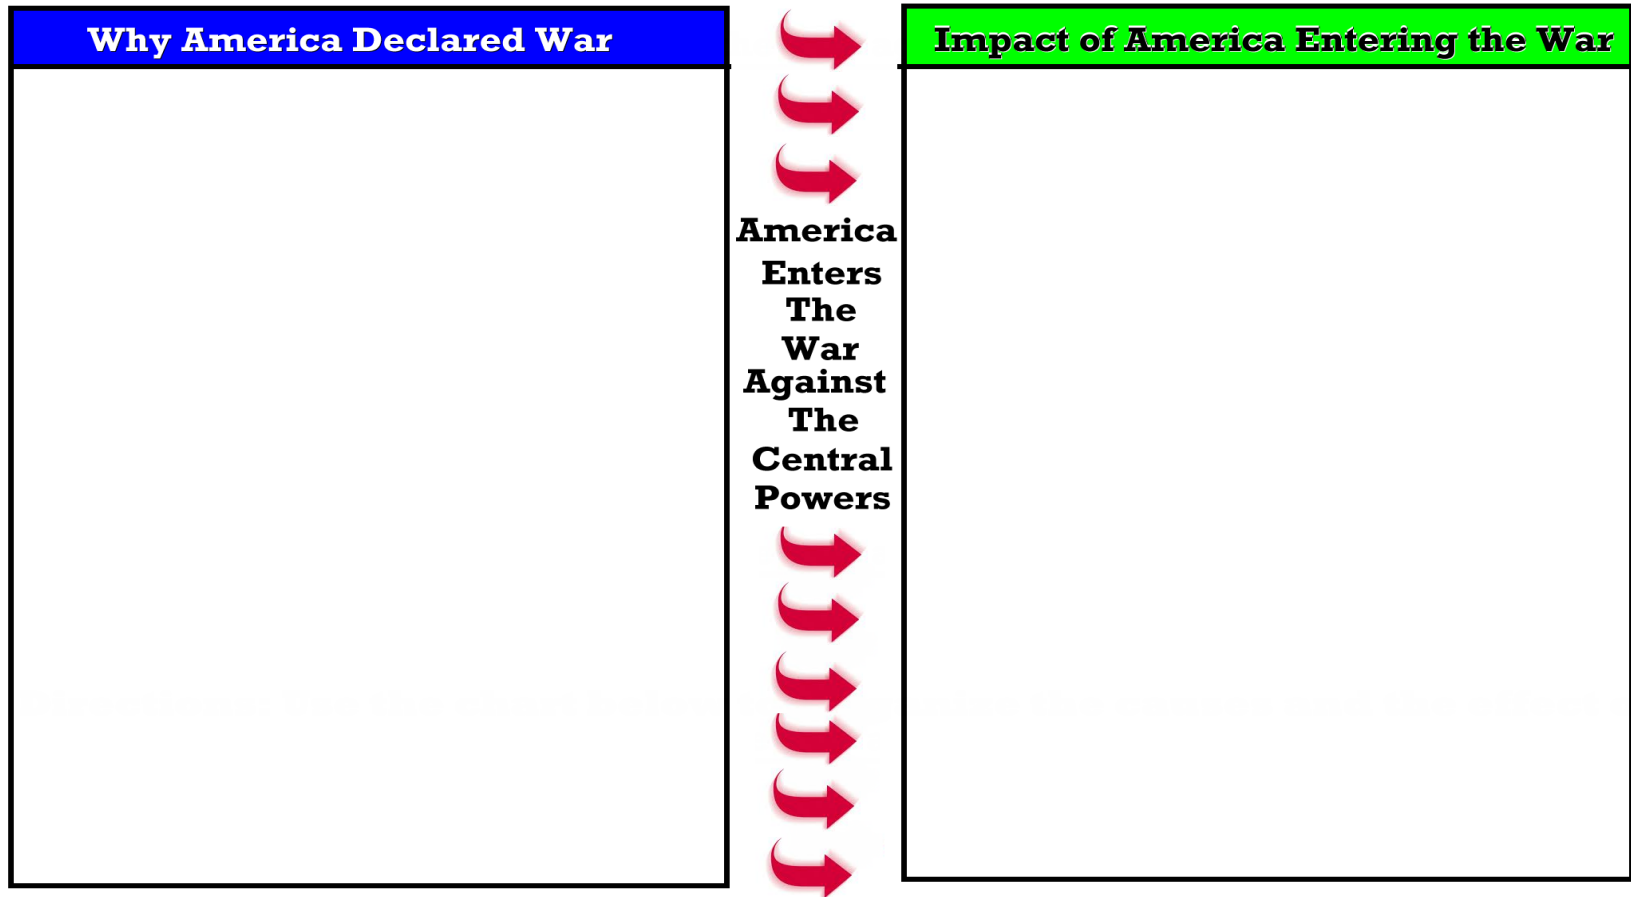 Why America Declared War
Impact of America Entering the War
America
Enters
The
War
Against
The
Central
Powers